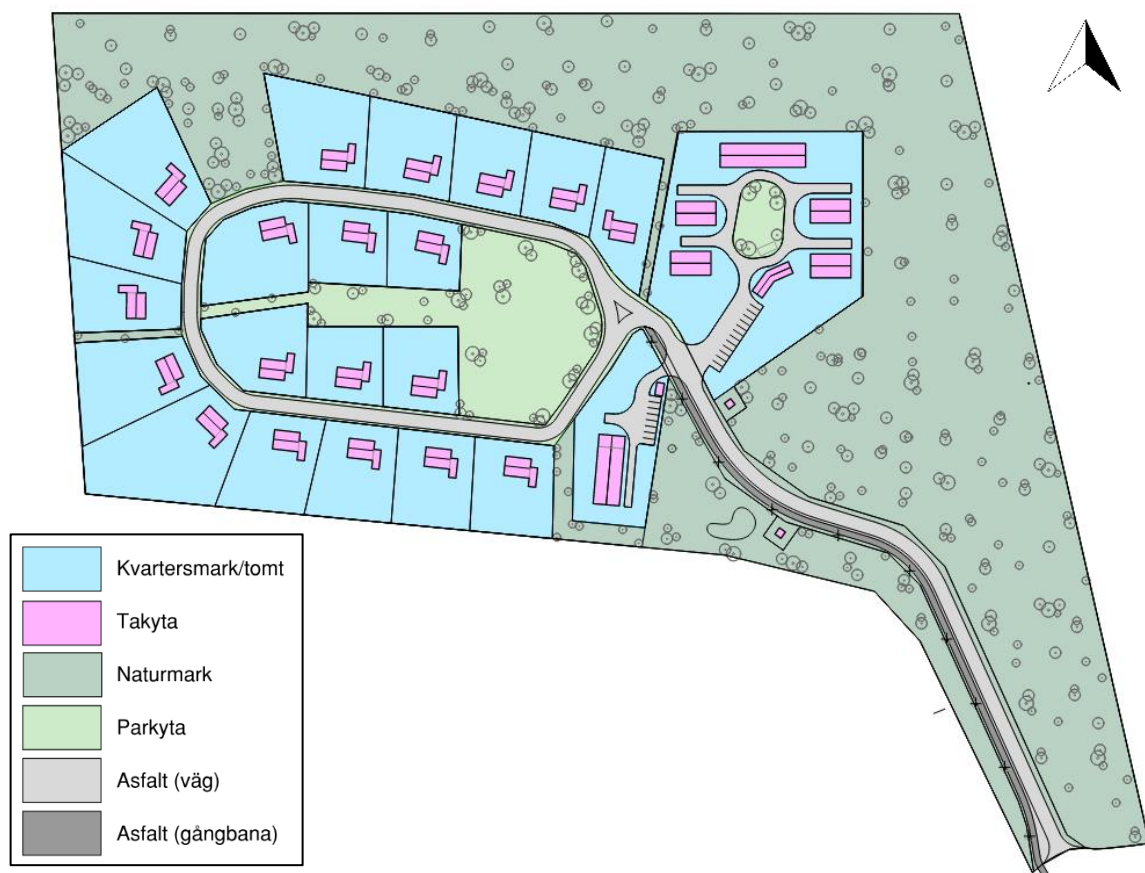 Kvartersmark/tomt
Takyta
Naturmark
Parkyta
Asfalt (väg)
Asfalt (gångbana)